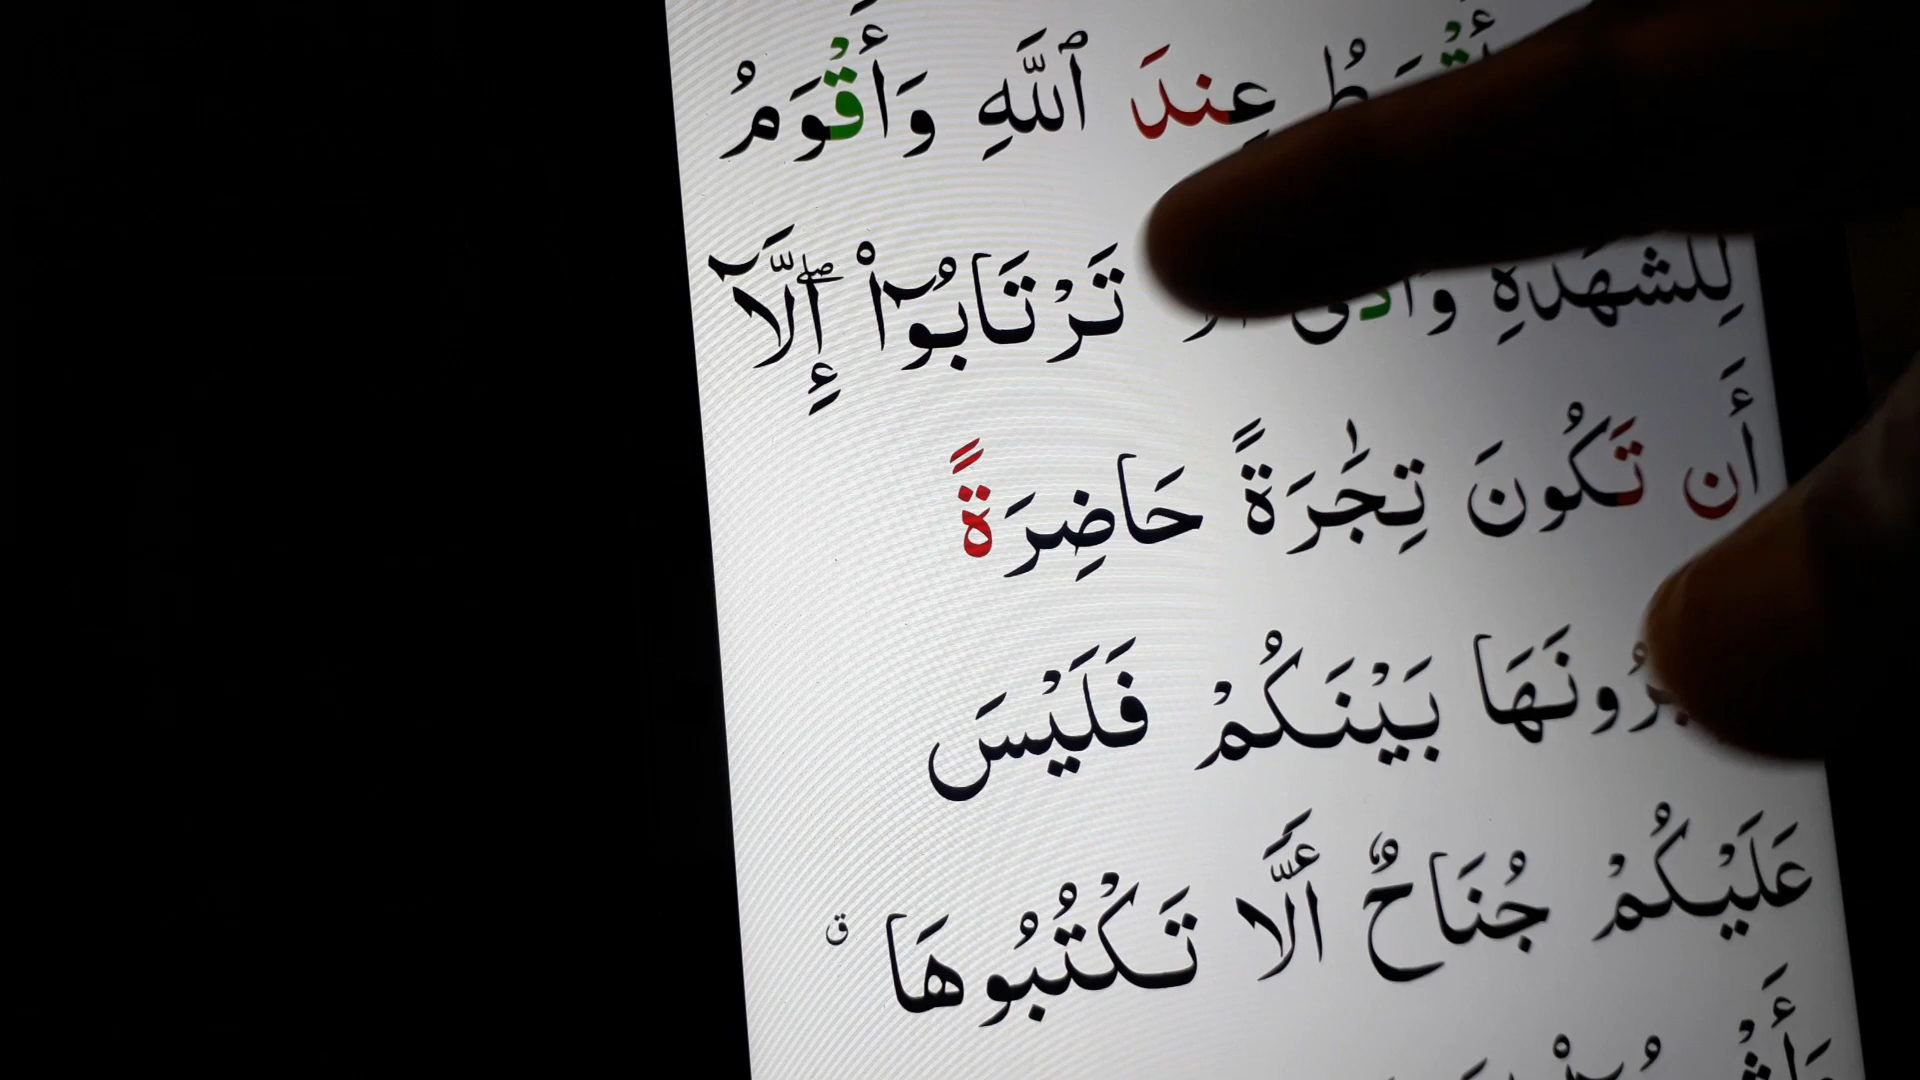 أَقْسَطُ عِندَ ٱللَّهِ وَأَقْوَمُ
لِلشَّهَٰدَةِ وَأَدْنَىٰٓ تَرْتَابُوٓا۟ ۖ إِلَّآ
أَن تَكُونَ تِجَٰرَةً حَاضِرَةً
بَيْنَكُمْ فَلَيْسَ
عَلَيْكُمْ جُنَاحٌ أَلَّا تَكْتُبُوهَا ۗ